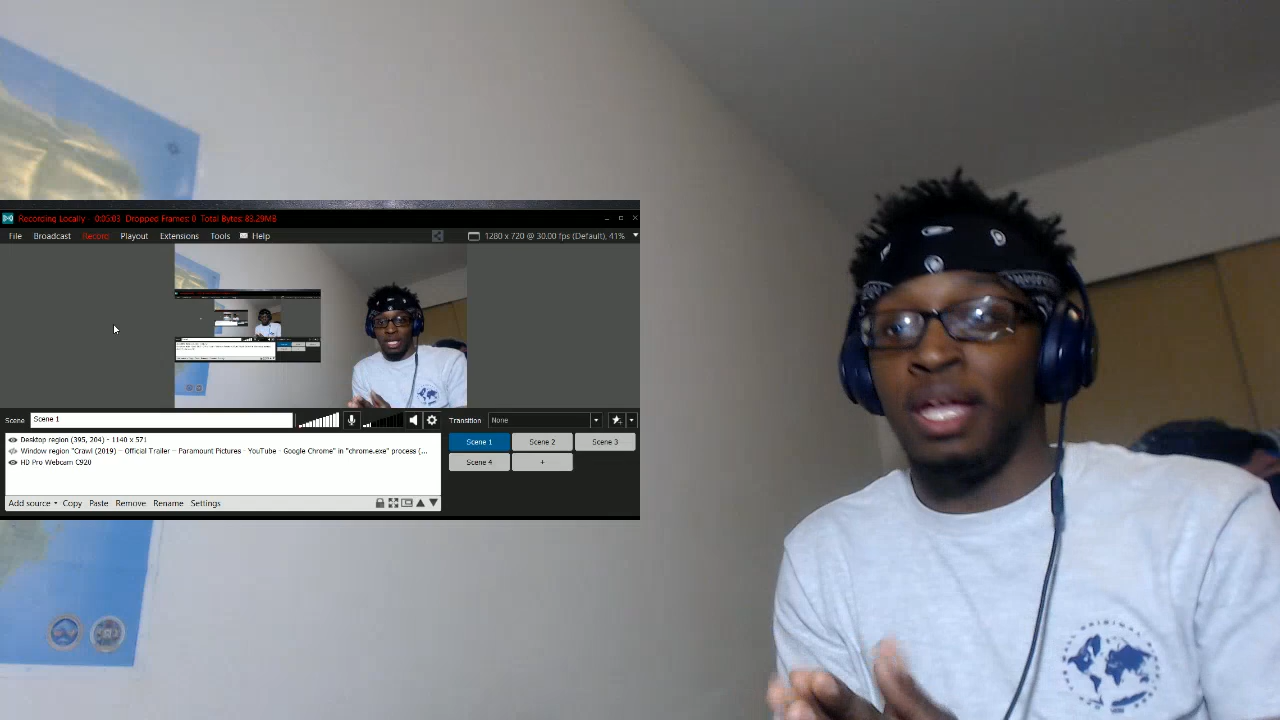 Recording Locally - 0:05:03 Dropped Frames: 0 Total Bytes: 83.29MB
File Broadcast Record Playout Extensions Tools Help 1280 x 720 @ 30.00 fps (Default), 41%
Scene Scene 1 Transition None
Desktop region (395, 204) - 1140 x 571
Window region "Crawl (2019) - Official Trailer - Paramount Pictures - YouTube - Google Chrome" in "chrome.exe" process (...
HD Pro Webcam C920
Scene 1 Scene 2 Scene 3
Scene 4 +
Add source Copy Paste Remove Rename Settings